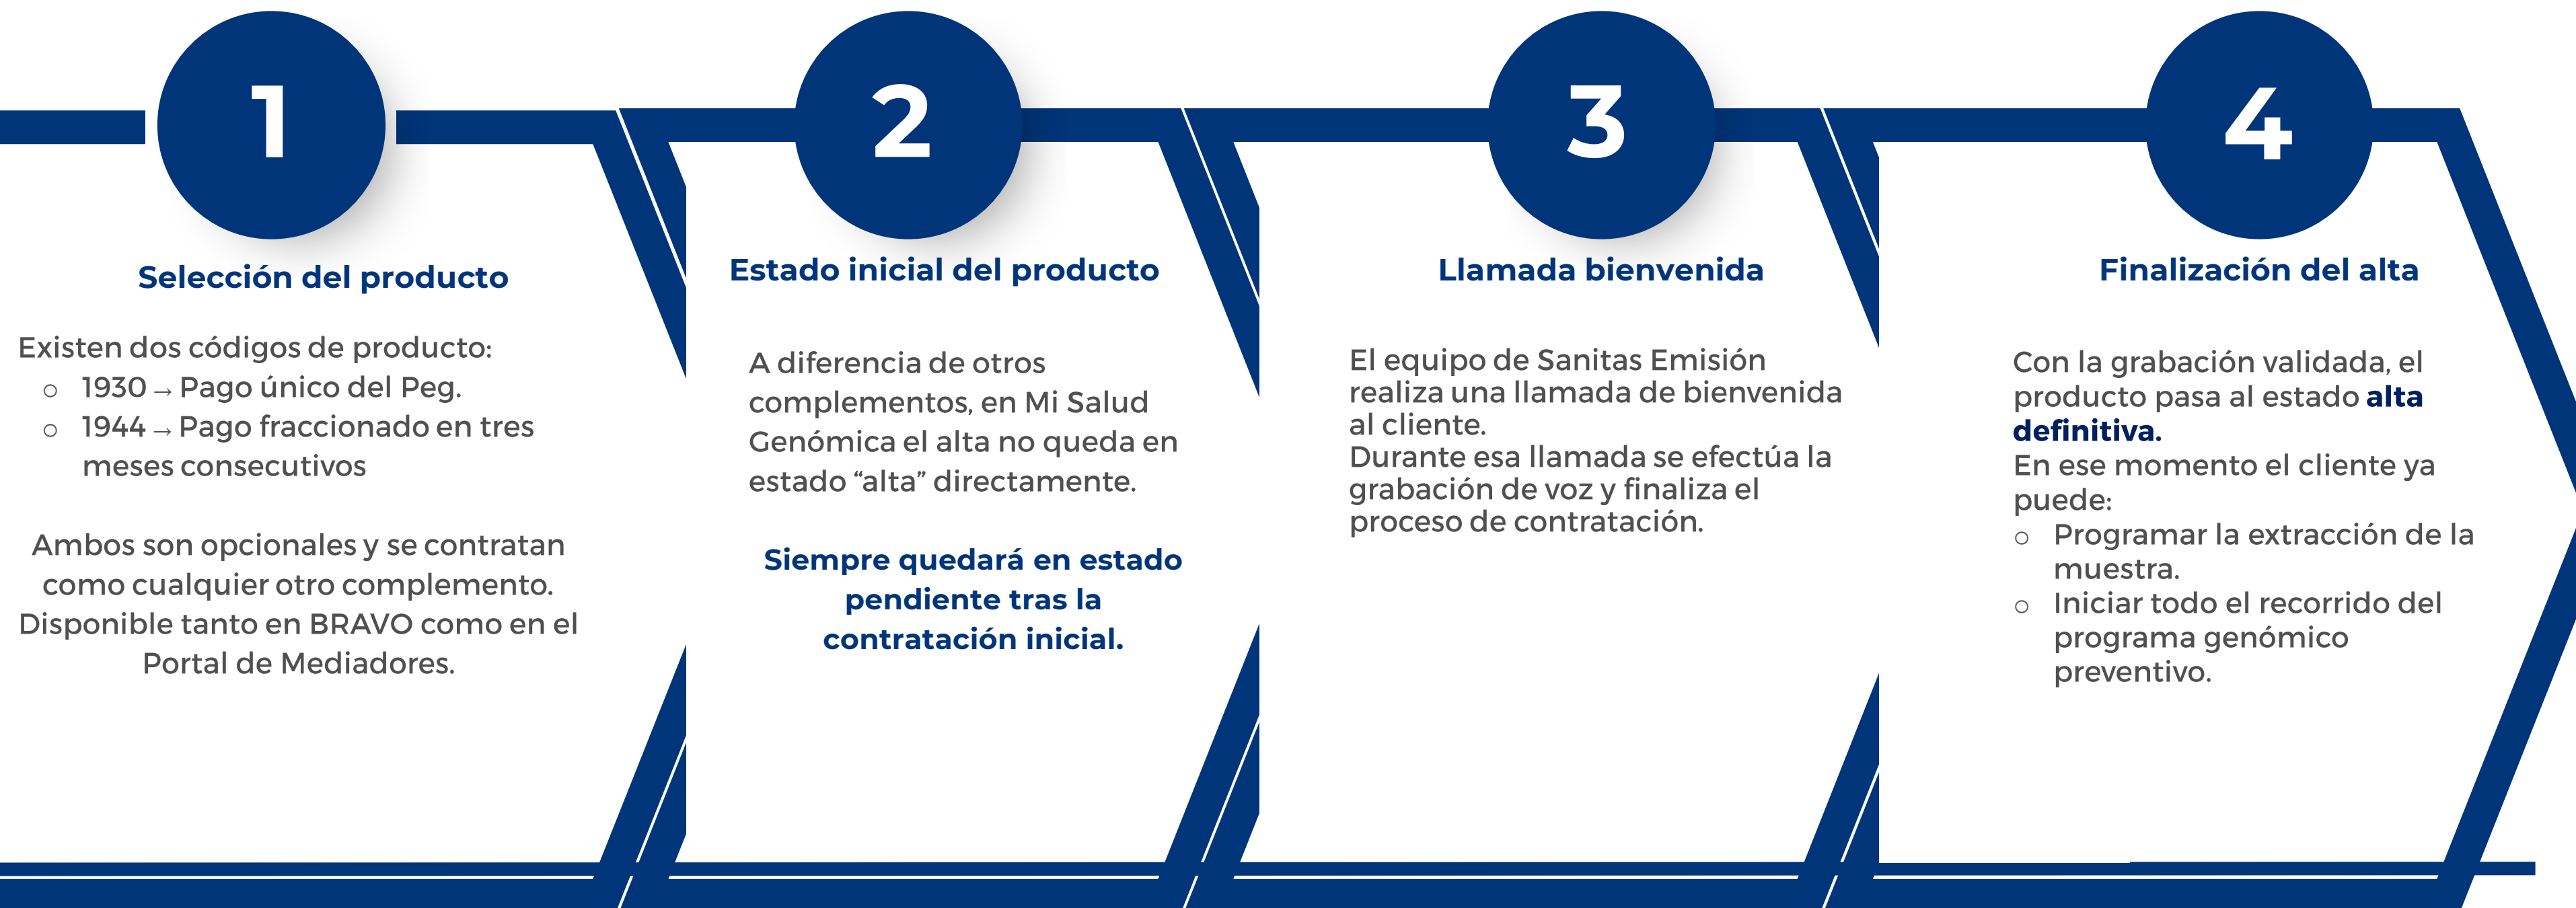 1
Selección del producto
Existen dos códigos de producto:
○ 1930 → Pago único del Peg.
○ 1944 → Pago fraccionado en tres
meses consecutivos
Ambos son opcionales y se contratan
como cualquier otro complemento.
Disponible tanto en BRAVO como en el
Portal de Mediadores.
2
Estado inicial del producto
A diferencia de otros
complementos, en Mi Salud
Genómica el alta no queda en
estado “alta” directamente.
Siempre quedará en estado
pendiente tras la
contratación inicial.
3
Llamada bienvenida
El equipo de Sanitas Emisión
realiza una llamada de bienvenida
al cliente.
Durante esa llamada se efectúa la
grabación de voz y finaliza el
proceso de contratación.
4
Finalización del alta
Con la grabación validada, el
producto pasa al estado alta
definitiva.
En ese momento el cliente ya
puede:
○ Programar la extracción de la
muestra.
○ Iniciar todo el recorrido del
programa genómico
preventivo.